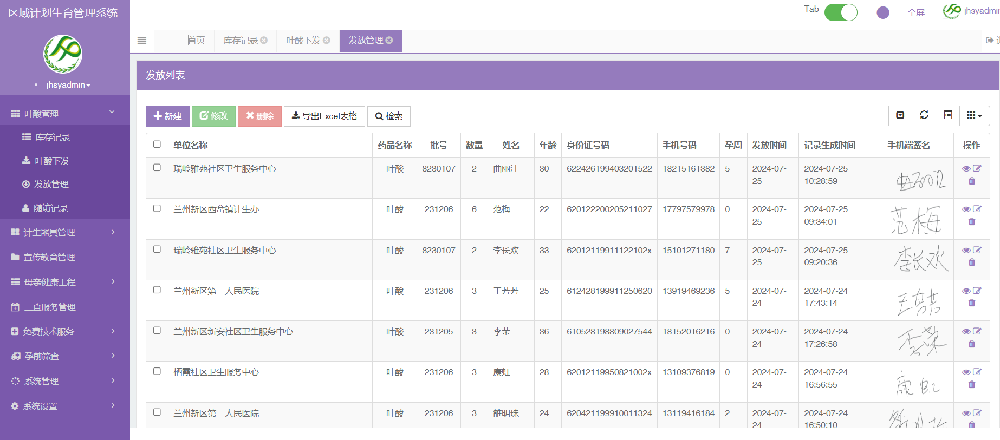 区域计划生育管理系统
Tab
全屏
jhsyadmin
首页 库存记录 叶酸下发 发放管理
jhsyadmin
发放列表
叶酸管理
库存记录
叶酸下发
发放管理
随访记录
计生器具管理
宣传教育管理
母亲健康工程
三查服务管理
免费技术服务
孕前筛查
系统管理
系统设置
新建 修改 删除 导出Excel表格 检索
单位名称 药品名称 批号 数量 姓名 年龄 身份证号码 手机号码 孕周 发放时间 记录生成时间 手机端签名 操作
瑞岭雅苑社区卫生服务中心 叶酸 8230107 2 曲丽江 30 622426199403201522 18215161382 5 2024-07-25 2024-07-25 10:28:59 曲丽江
兰州新区西岔镇计生办 叶酸 231206 6 范梅 22 620122200205211027 17797579978 0 2024-07-25 2024-07-25 09:34:01 范梅
瑞岭雅苑社区卫生服务中心 叶酸 8230107 2 李长欢 33 62012119911122102x 15101271180 7 2024-07-25 2024-07-25 09:20:36 李长欢
兰州新区第一人民医院 叶酸 231206 3 王芳芳 25 612428199911250620 13919469236 5 2024-07-24 2024-07-24 17:43:14 王芳芳
兰州新区新安社区卫生服务中心 叶酸 231205 3 李荣 36 610528198809027544 18152016216 0 2024-07-24 2024-07-24 17:26:58 李荣
栖霞社区卫生服务中心 叶酸 231206 3 康虹 28 62012119950821002x 13109376819 0 2024-07-24 2024-07-24 16:56:55 康虹
兰州新区第一人民医院 叶酸 231206 3 雒明珠 24 620421199910011324 13119416184 2 2024-07-24 2024-07-24 16:50:10